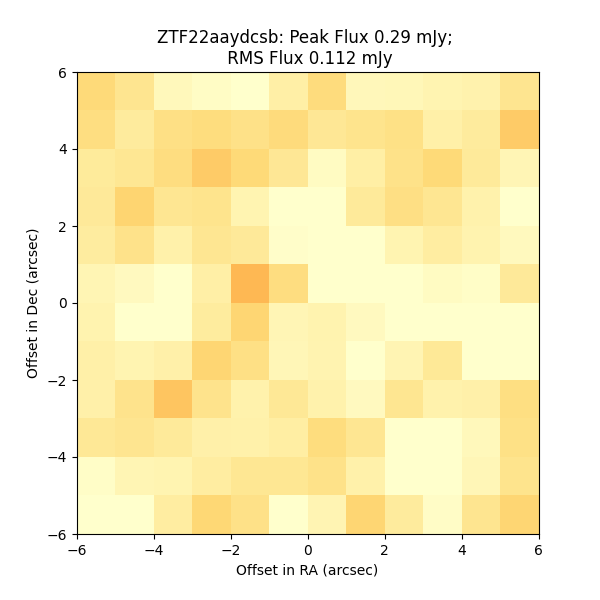 ZTF22aaydcsb: Peak Flux 0.29 mJy;
RMS Flux 0.112 mJy
6
4
2
0
−2
−4
−6
Offset in Dec (arcsec)
−6 −4 −2 0 2 4 6
Offset in RA (arcsec)